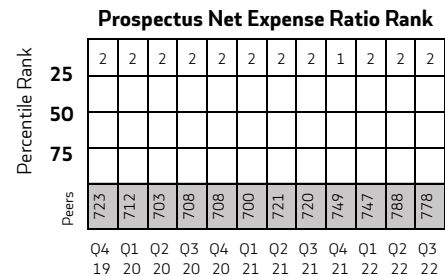 Prospectus Net Expense Ratio Rank
Percentile Rank
2 2 2 2 2 2 2 2 1 2 2 2
25
50
75
Peers
723 712 703 708 708 700 721 720 749 747 788 778
Q4 Q1 Q2 Q3 Q4 Q1 Q2 Q3 Q4 Q1 Q2 Q3
19 20 20 20 20 21 21 21 21 22 22 22